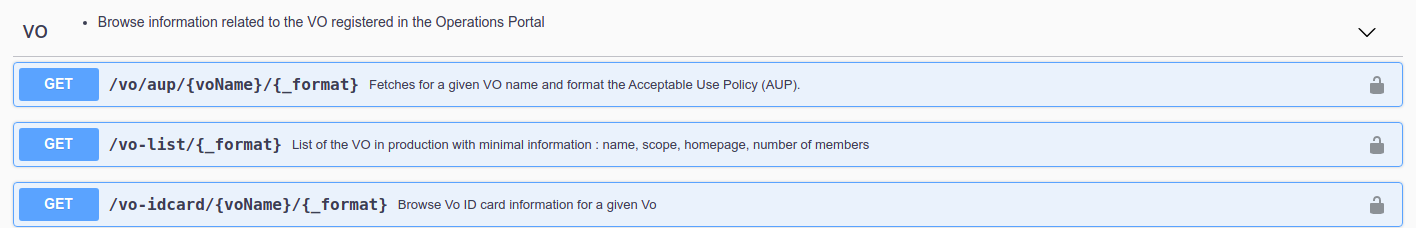 VO
• Browse information related to the VO registered in the Operations Portal
GET /vo/aup/{voName}/{_format} Fetches for a given VO name and format the Acceptable Use Policy (AUP).
GET /vo-list/{_format} List of the VO in production with minimal information : name, scope, homepage, number of members
GET /vo-idcard/{voName}/{_format} Browse Vo ID card information for a given Vo